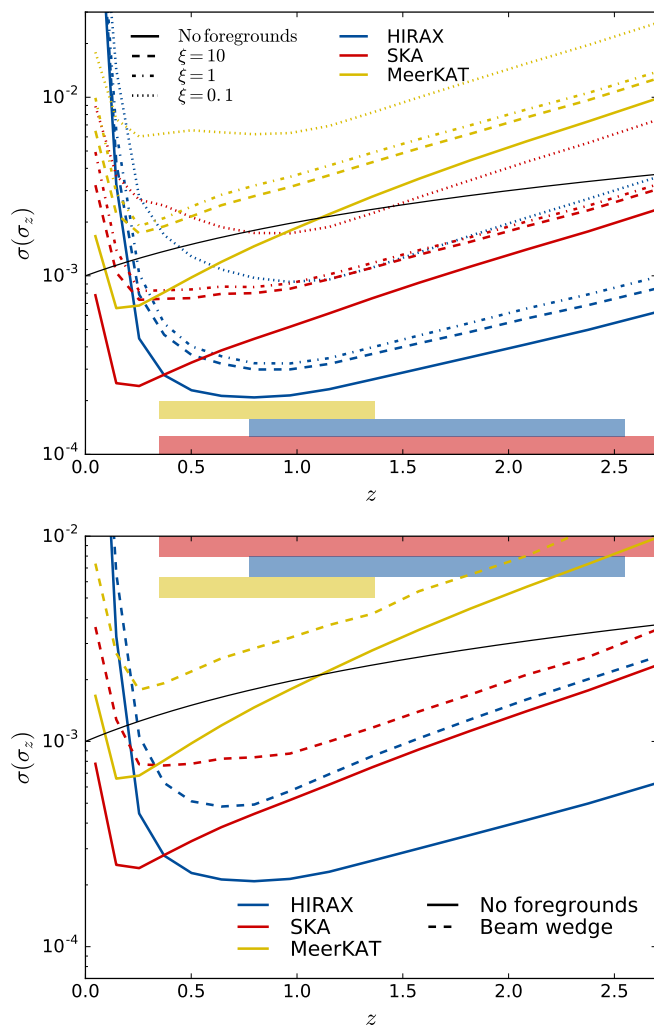 No foregrounds
ξ = 10
ξ = 1
ξ = 0.1
HIRAX
SKA
MeerKAT
10⁻²
10⁻³
10⁻⁴
σ(σ_z)
0.0 0.5 1.0 1.5 2.0 2.5
z
10⁻²
10⁻³
10⁻⁴
σ(σ_z)
HIRAX
SKA
MeerKAT
No foregrounds
Beam wedge
0.0 0.5 1.0 1.5 2.0 2.5
z